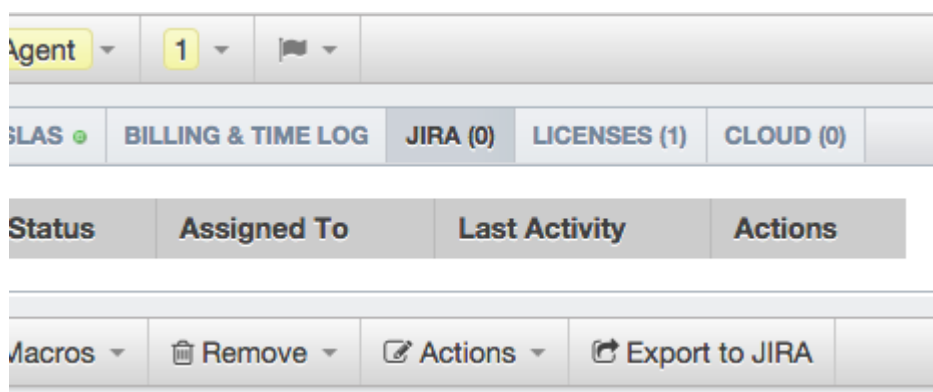 Agent 1
SLAS BILLING & TIME LOG JIRA (0) LICENSES (1) CLOUD (0)
Status Assigned To Last Activity Actions
Macros Remove Actions Export to JIRA